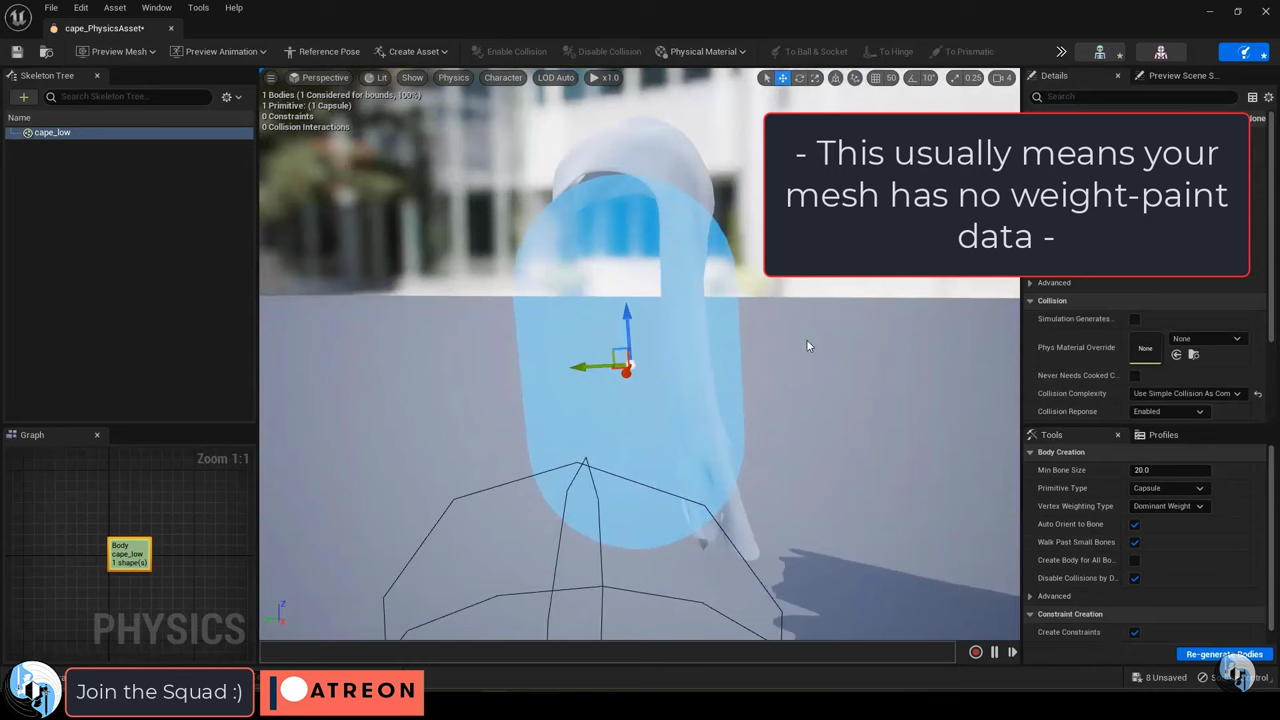 File Edit Asset Window Tools Help
cape_PhysicsAsset•
Preview Mesh Preview Animation Reference Pose Create Asset Enable Collision Disable Collision Physical Material To Ball & Socket To Hinge To Prismatic
Skeleton Tree
Search Skeleton Tree...
Name
cape_low
Perspective Lit Show Physics Character LOD Auto x1.0
50 10° 0.25 4
1 Bodies (1 Considered for bounds, 100%)
1 Primitive: (1 Capsule)
0 Constraints
0 Collision Interactions
- This usually means your
mesh has no weight-paint
data -
Details Preview Scene S...
Search
Advanced
Collision
Simulation Generates...
Phys Material Override None None
Never Needs Cooked C...
Collision Complexity Use Simple Collision As Com
Collision Reponse Enabled
Graph
Zoom 1:1
Body
cape_low
1 shape(s)
PHYSICS
Tools Profiles
Body Creation
Min Bone Size 20.0
Primitive Type Capsule
Vertex Weighting Type Dominant Weight
Auto Orient to Bone
Walk Past Small Bones
Create Body for All Bo...
Disable Collisions by D...
Advanced
Constraint Creation
Create Constraints
Re-generate Bodies
8 Unsaved
Join the Squad :)
PATREON